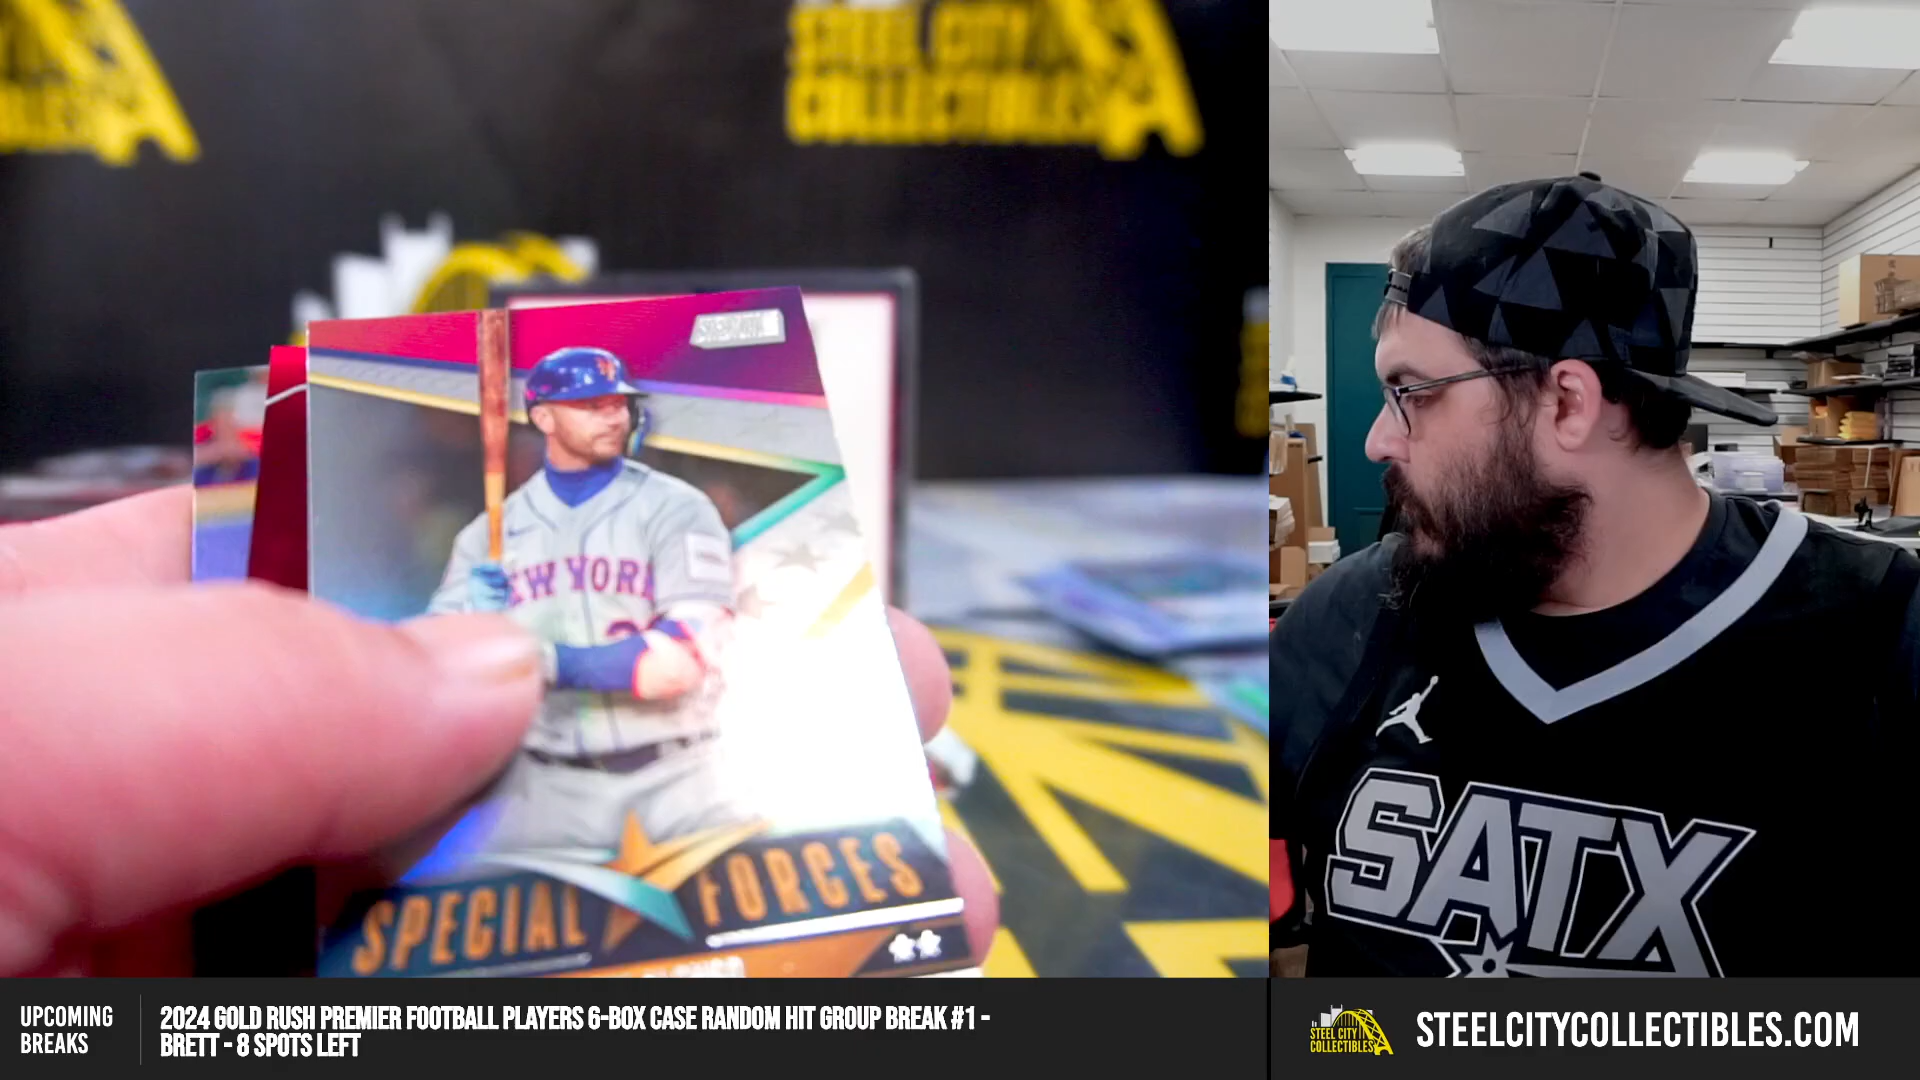 STEEL CITY
COLLECTIBLES
NEW YORK
SPECIAL FORCES
SATX
UPCOMING
BREAKS
2024 GOLD RUSH PREMIER FOOTBALL PLAYERS 6-BOX CASE RANDOM HIT GROUP BREAK #1 -
BRETT - 8 SPOTS LEFT
STEEL CITY
COLLECTIBLES
STEELCITYCOLLECTIBLES.COM